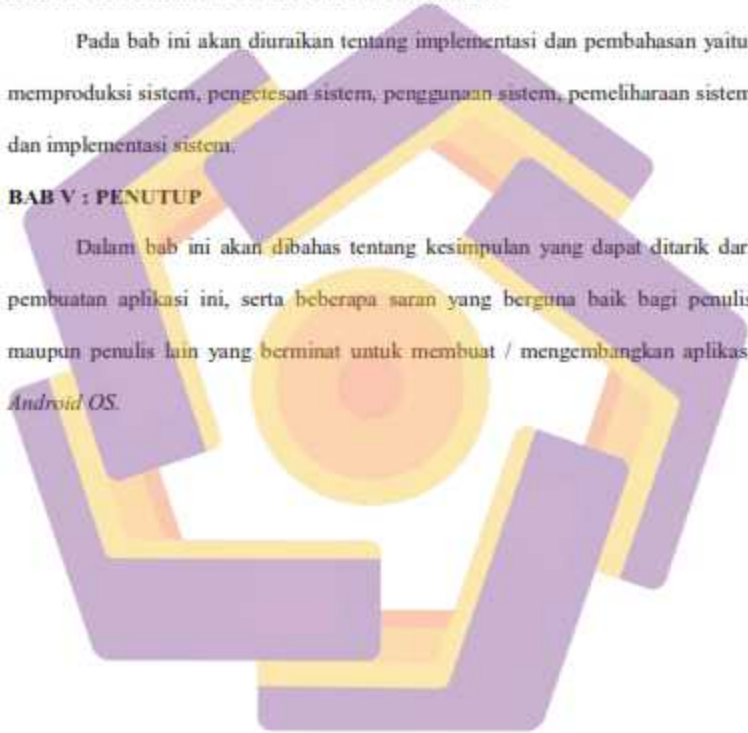 Pada bab ini akan diuraikan tentang implementasi dan pembahasan yaitu
memproduksi sistem, pengetesan sistem, penggunaan sistem, pemeliharaan sistem
dan implementasi sistem.
BAB V : PENUTUP
Dalam bab ini akan dibahas tentang kesimpulan yang dapat ditarik dar
pembuatan aplikasi ini, serta beberapa saran yang berguna baik bagi penulis
maupun penulis lain yang berminat untuk membuat / mengembangkan aplikas
Android OS.